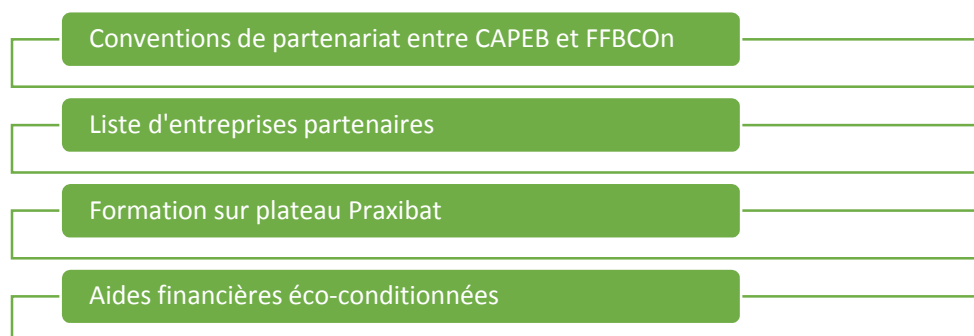 Conventions de partenariat entre CAPEB et FFBCOn
Liste d'entreprises partenaires
Formation sur plateau Praxibat
Aides financières éco-conditionnées